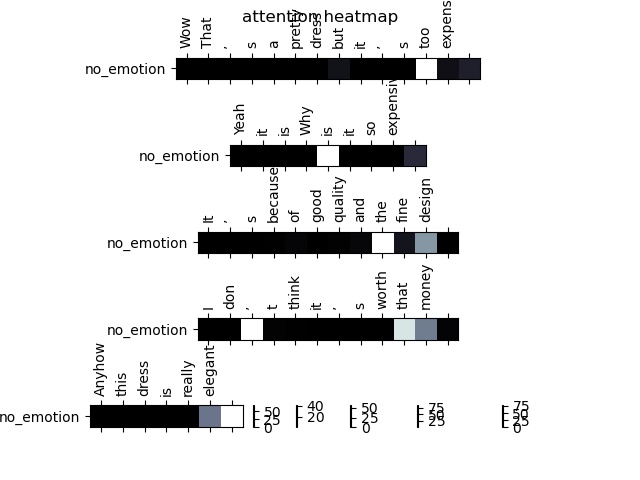 attention heatmap
Wow That , s a pretty dress but it , s too expens
no_emotion
Yeah it is Why is it so expensiv
no_emotion
It , s because of good quality and the fine design
no_emotion
I don , t think it , s worth that money
no_emotion
Anyhow this dress is really elegant
no_emotion
50 25 0
40 20
50 25 0
75 50 25
75 50 25 0